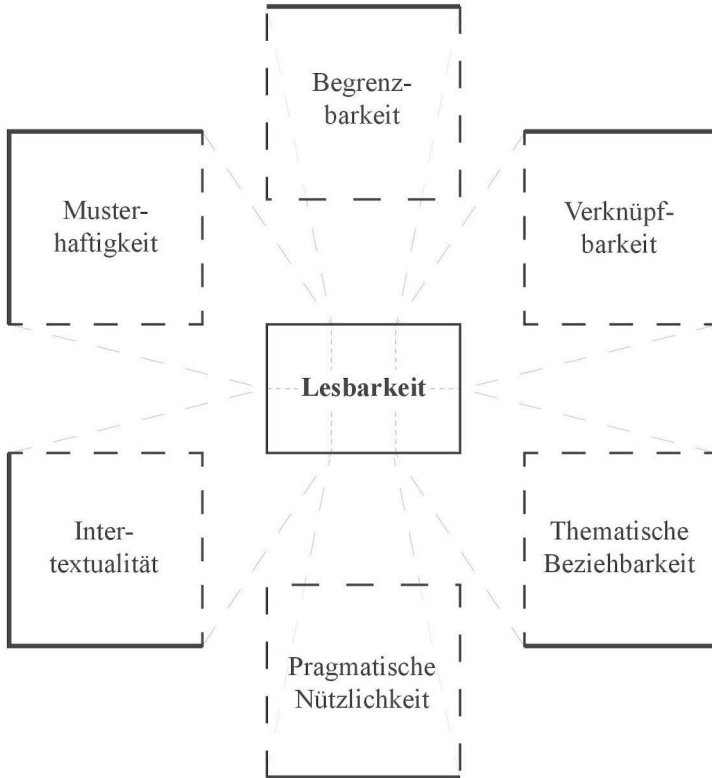 Begrenz-
barkeit
Muster-
haftigkeit
Verknüpf-
barkeit
Lesbarkeit
Inter-
textualität
Thematische
Beziehbarkeit
Pragmatische
Nützlichkeit